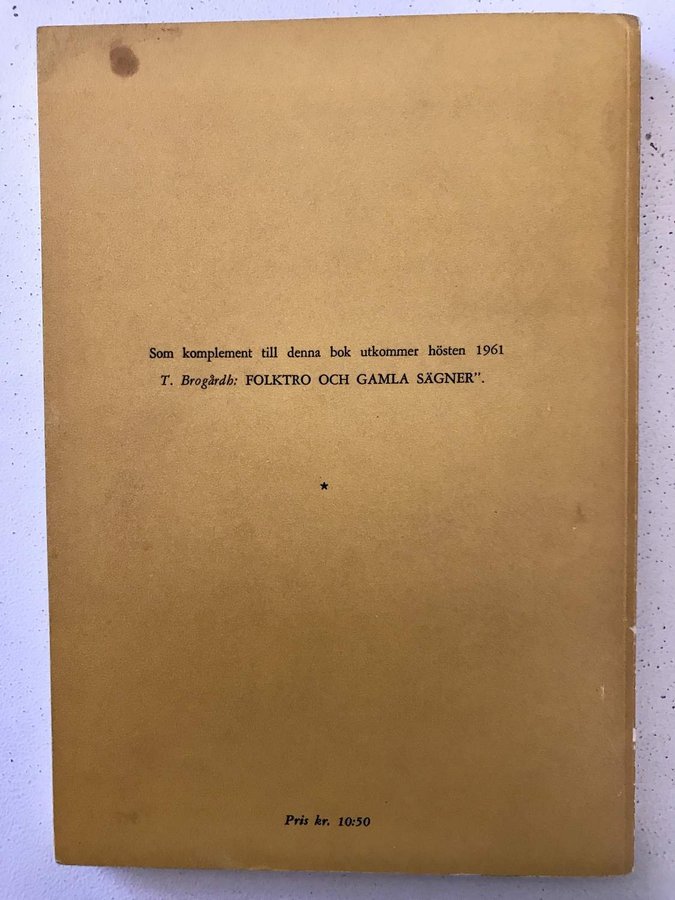 Som komplement till denna bok utkommer hösten 1961
T. Brogårdh: FOLKTRO OCH GAMLA SÄGNER”.
★
Pris kr. 10:50